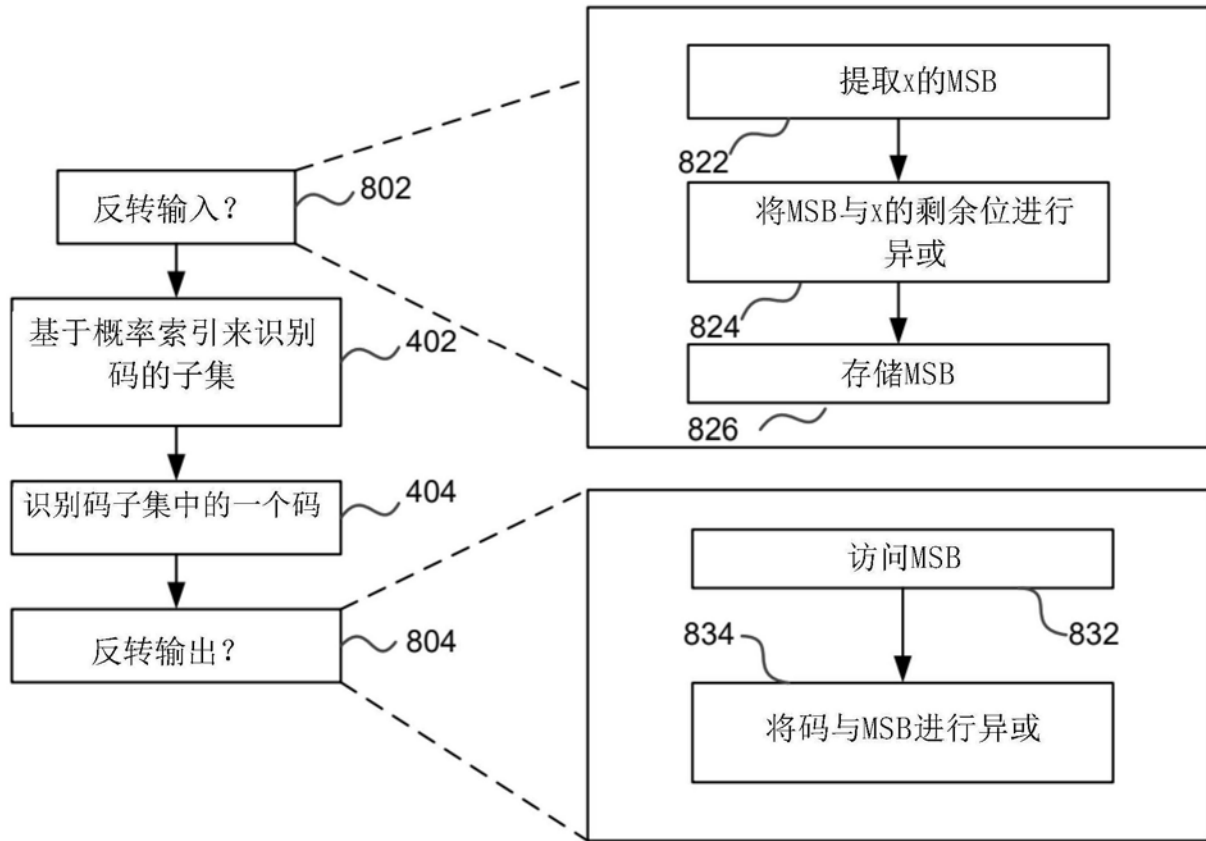 反转输入?
802
基于概率索引来识别
码的子集
402
识别码子集中的一个码
404
反转输出?
804
提取x的MSB
822
将MSB与x的剩余位进行
异或
824
存储MSB
826
访问MSB
832
834
将码与MSB进行异或